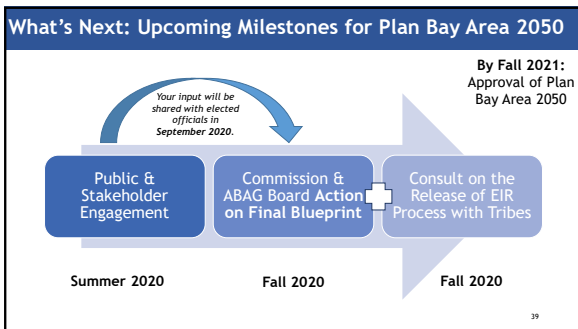 What's Next: Upcoming Milestones for Plan Bay Area 2050
By Fall 2021:
Approval of Plan
Bay Area 2050
Your input will be
shared with elected
officials in
September 2020.
Public &
Stakeholder
Engagement
Commission &
ABAG Board Action
on Final Blueprint
Consult on the
Release of EIR
Process with Tribes
Summer 2020
Fall 2020
Fall 2020
39